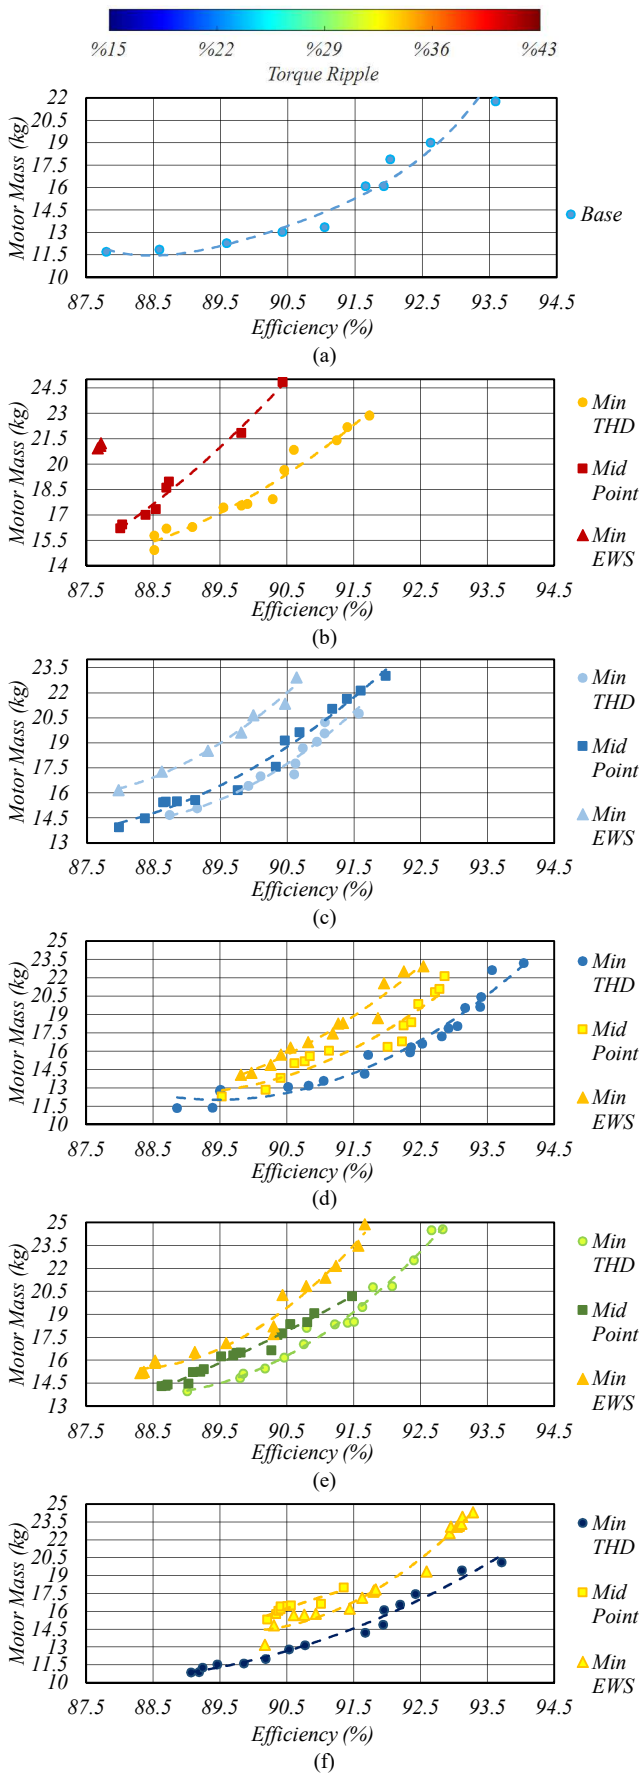 %15 %22 %29 %36 %43
Torque Ripple
Motor Mass (kg)
22
20.5
19
17.5
16
14.5
13
11.5
10
87.5 88.5 89.5 90.5 91.5 92.5 93.5 94.5
Efficiency (%)
Base
(a)
Motor Mass (kg)
24.5
23
21.5
20
18.5
17
15.5
14
87.5 88.5 89.5 90.5 91.5 92.5 93.5 94.5
Efficiency (%)
Min
THD
Mid
Point
Min
EWS
(b)
Motor Mass (kg)
23.5
22
20.5
19
17.5
16
14.5
13
87.5 88.5 89.5 90.5 91.5 92.5 93.5 94.5
Efficiency (%)
Min
THD
Mid
Point
Min
EWS
(c)
Motor Mass (kg)
25
23.5
22
20.5
19
17.5
16
14.5
13
11.5
10
87.5 88.5 89.5 90.5 91.5 92.5 93.5 94.5
Efficiency (%)
Min
THD
Mid
Point
Min
EWS
(d)
Motor Mass (kg)
25
23.5
22
20.5
19
17.5
16
14.5
13
87.5 88.5 89.5 90.5 91.5 92.5 93.5 94.5
Efficiency (%)
Min
THD
Mid
Point
Min
EWS
(e)
Motor Mass (kg)
25
23.5
22
20.5
19
17.5
16
14.5
13
11.5
10
87.5 88.5 89.5 90.5 91.5 92.5 93.5 94.5
Efficiency (%)
Min
THD
Mid
Point
Min
EWS
(f)